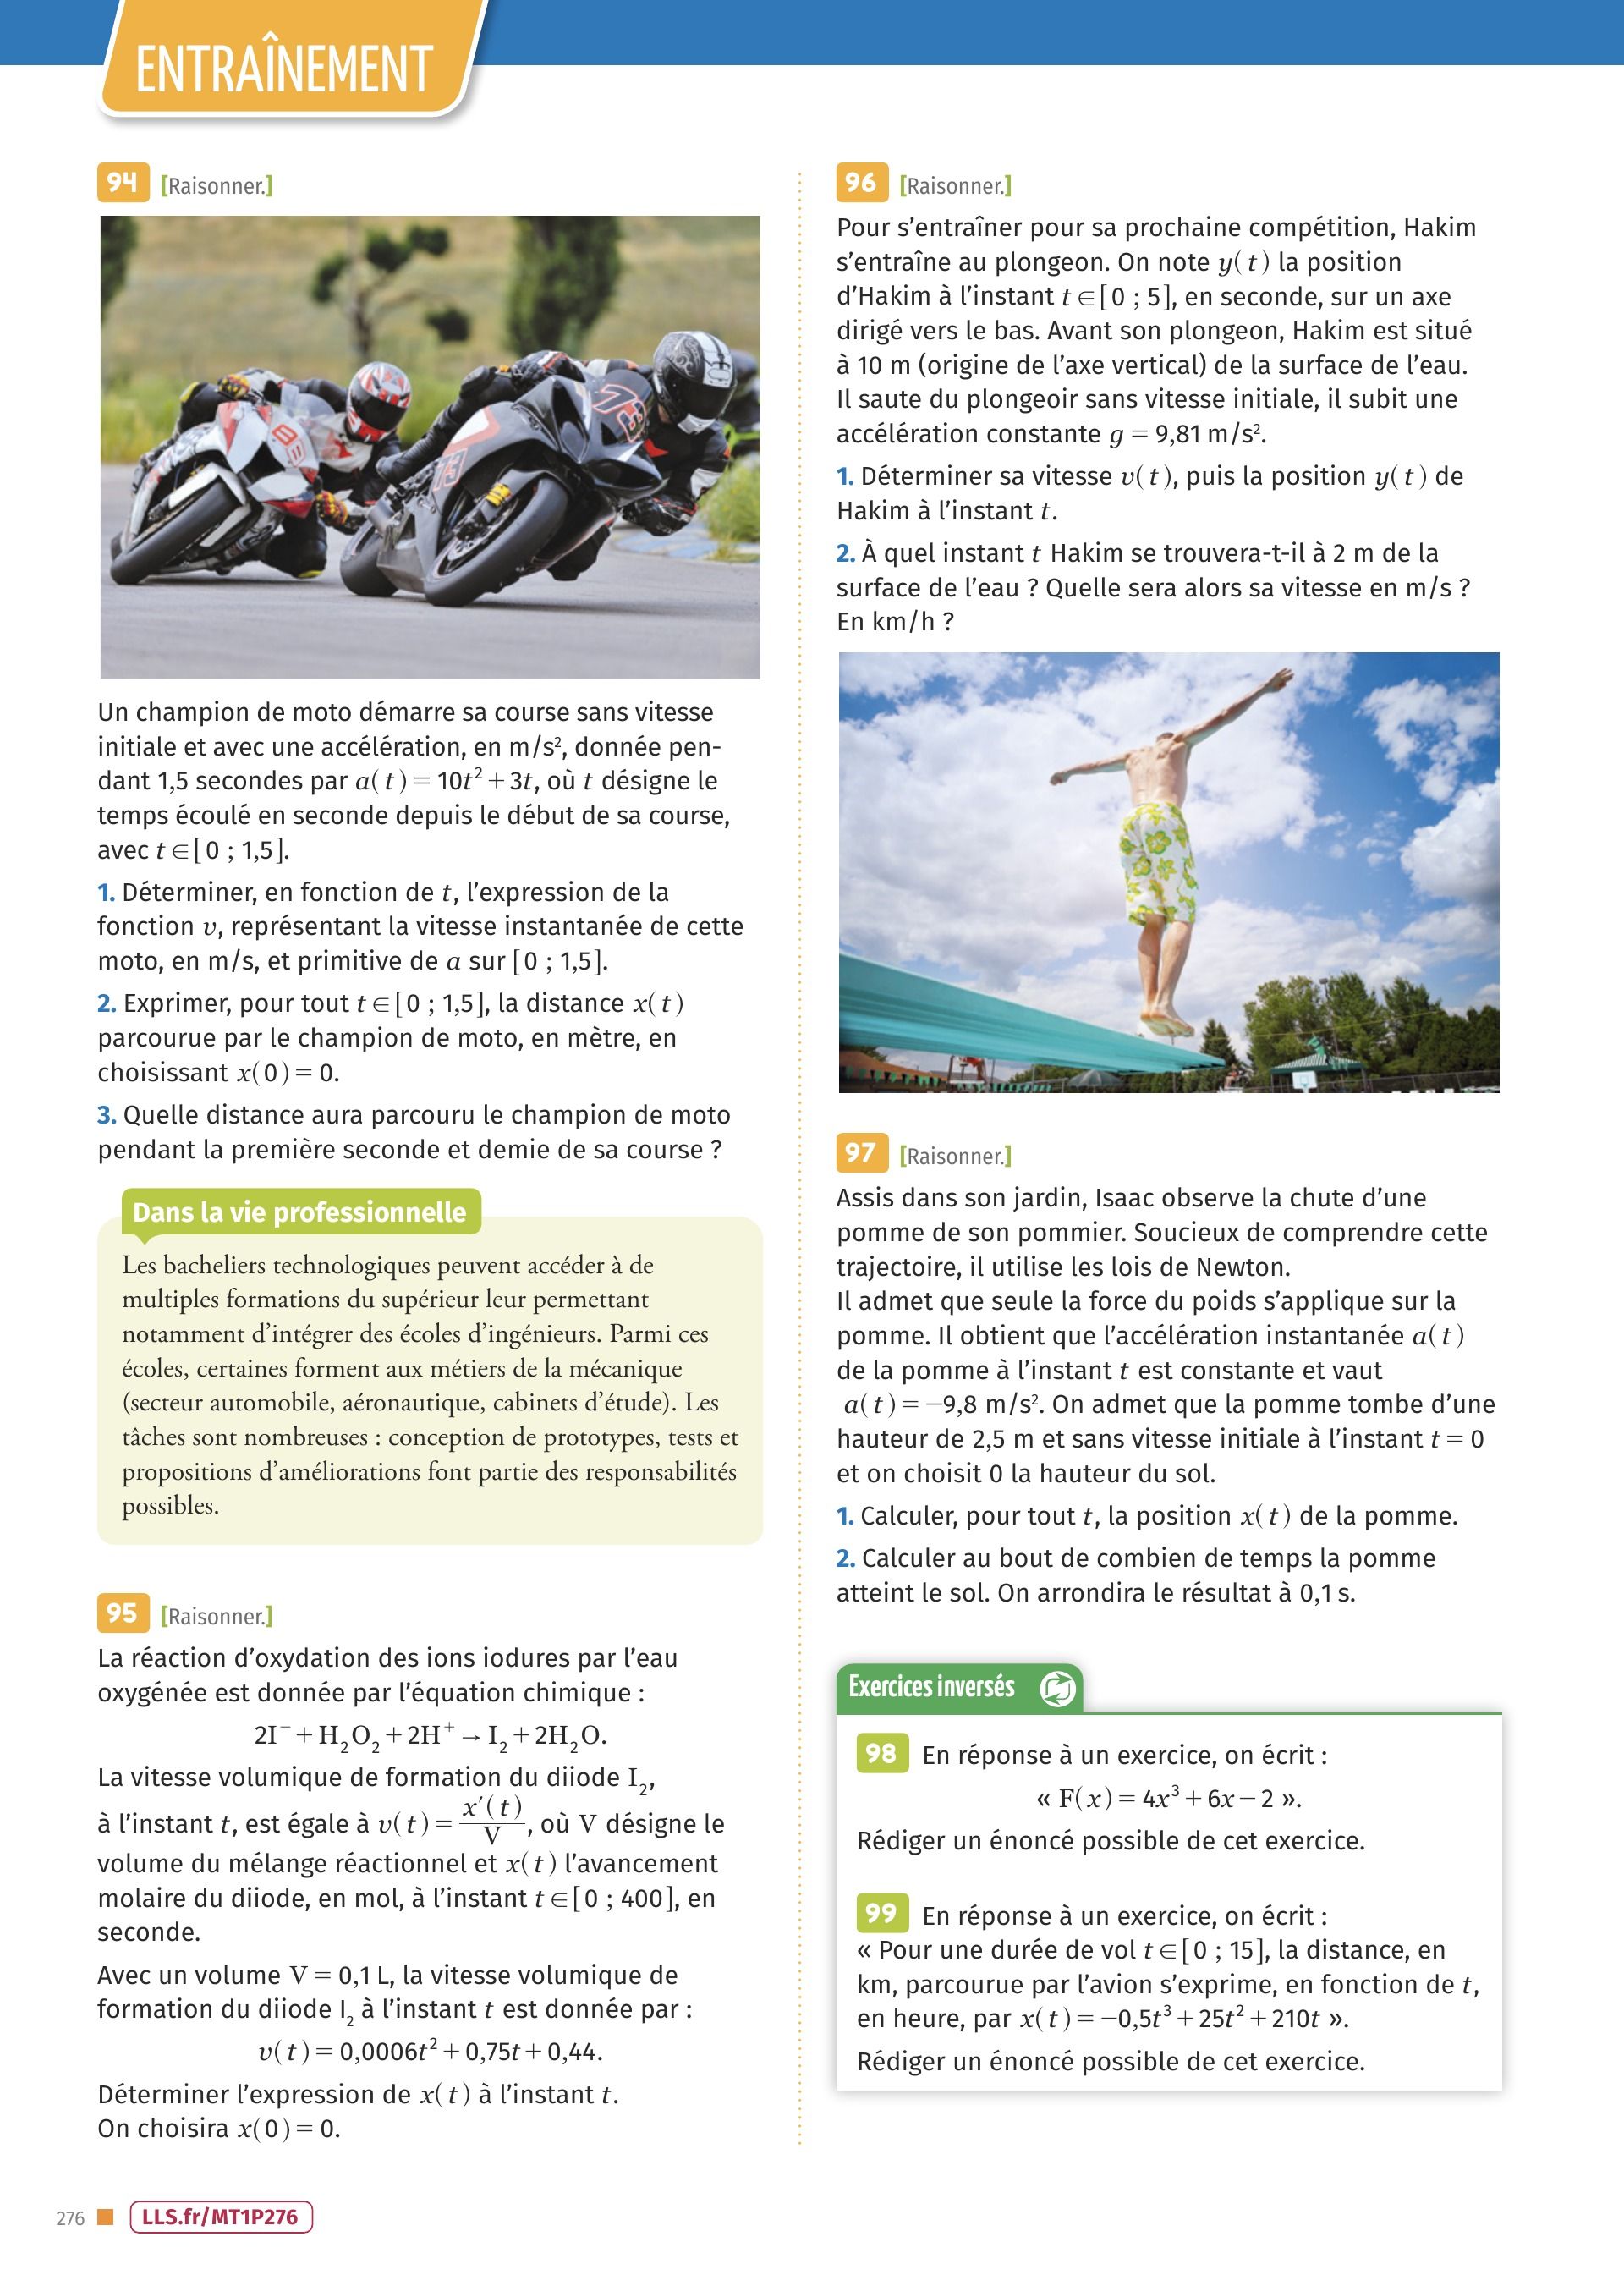 ENTRAÎNEMENT
94 [Raisonner.]
Un champion de moto démarre sa course sans vitesse
initiale et avec une accélération, en m/s², donnée pen-
dant 1,5 secondes par a(t) = 10t² + 3t, où t désigne le
temps écoulé en seconde depuis le début de sa course,
avec t ∈ [0 ; 1,5].
1. Déterminer, en fonction de t, l’expression de la
fonction v, représentant la vitesse instantanée de cette
moto, en m/s, et primitive de a sur [0 ; 1,5].
2. Exprimer, pour tout t ∈ [0 ; 1,5], la distance x(t)
parcourue par le champion de moto, en mètre, en
choisissant x(0) = 0.
3. Quelle distance aura parcouru le champion de moto
pendant la première seconde et demie de sa course ?
Dans la vie professionnelle
Les bacheliers technologiques peuvent accéder à de
multiples formations du supérieur leur permettant
notamment d’intégrer des écoles d’ingénieurs. Parmi ces
écoles, certaines forment aux métiers de la mécanique
(secteur automobile, aéronautique, cabinets d’étude). Les
tâches sont nombreuses : conception de prototypes, tests et
propositions d’améliorations font partie des responsabilités
possibles.
95 [Raisonner.]
La réaction d’oxydation des ions iodures par l’eau
oxygénée est donnée par l’équation chimique :
2I⁻ + H₂O₂ + 2H⁺ → I₂ + 2H₂O.
La vitesse volumique de formation du diiode I₂,
à l’instant t, est égale à v(t) = x′(t)/V, où V désigne le
volume du mélange réactionnel et x(t) l’avancement
molaire du diiode, en mol, à l’instant t ∈ [0 ; 400], en
seconde.
Avec un volume V = 0,1 L, la vitesse volumique de
formation du diiode I₂ à l’instant t est donnée par :
v(t) = 0,0006t² + 0,75t + 0,44.
Déterminer l’expression de x(t) à l’instant t.
On choisira x(0) = 0.
96 [Raisonner.]
Pour s’entraîner pour sa prochaine compétition, Hakim
s’entraîne au plongeon. On note y(t) la position
d’Hakim à l’instant t ∈ [0 ; 5], en seconde, sur un axe
dirigé vers le bas. Avant son plongeon, Hakim est situé
à 10 m (origine de l’axe vertical) de la surface de l’eau.
Il saute du plongeoir sans vitesse initiale, il subit une
accélération constante g = 9,81 m/s².
1. Déterminer sa vitesse v(t), puis la position y(t) de
Hakim à l’instant t.
2. À quel instant t Hakim se trouvera-t-il à 2 m de la
surface de l’eau ? Quelle sera alors sa vitesse en m/s ?
En km/h ?
97 [Raisonner.]
Assis dans son jardin, Isaac observe la chute d’une
pomme de son pommier. Soucieux de comprendre cette
trajectoire, il utilise les lois de Newton.
Il admet que seule la force du poids s’applique sur la
pomme. Il obtient que l’accélération instantanée a(t)
de la pomme à l’instant t est constante et vaut
a(t) = −9,8 m/s². On admet que la pomme tombe d’une
hauteur de 2,5 m et sans vitesse initiale à l’instant t = 0
et on choisit 0 la hauteur du sol.
1. Calculer, pour tout t, la position x(t) de la pomme.
2. Calculer au bout de combien de temps la pomme
atteint le sol. On arrondira le résultat à 0,1 s.
Exercices inversés
98 En réponse à un exercice, on écrit :
« F(x) = 4x³ + 6x − 2 ».
Rédiger un énoncé possible de cet exercice.
99 En réponse à un exercice, on écrit :
« Pour une durée de vol t ∈ [0 ; 15], la distance, en
km, parcourue par l’avion s’exprime, en fonction de t,
en heure, par x(t) = −0,5t³ + 25t² + 210t ».
Rédiger un énoncé possible de cet exercice.
276
LLS.fr/MT1P276